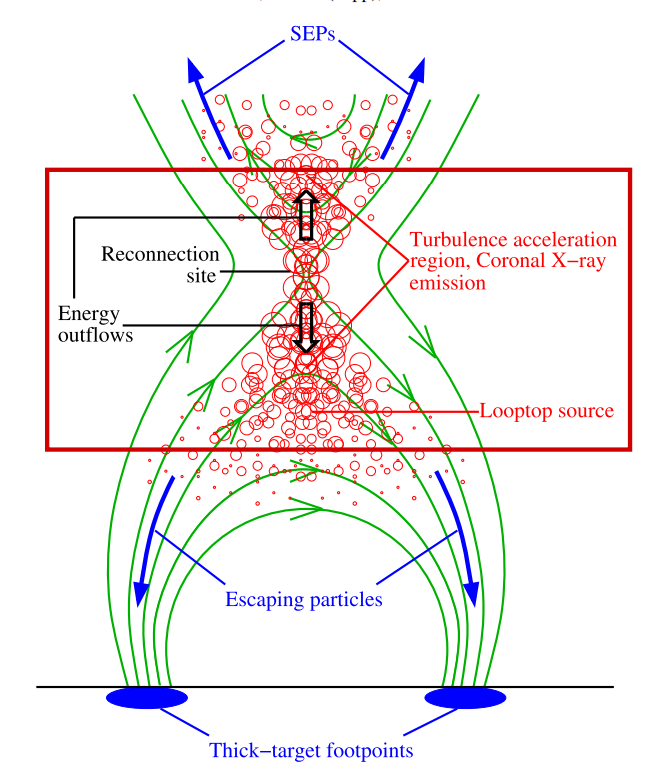 SEPs
Turbulence acceleration
region, Coronal X−ray
emission
Reconnection
site
Energy
outflows
Looptop source
Escaping particles
Thick−target footpoints